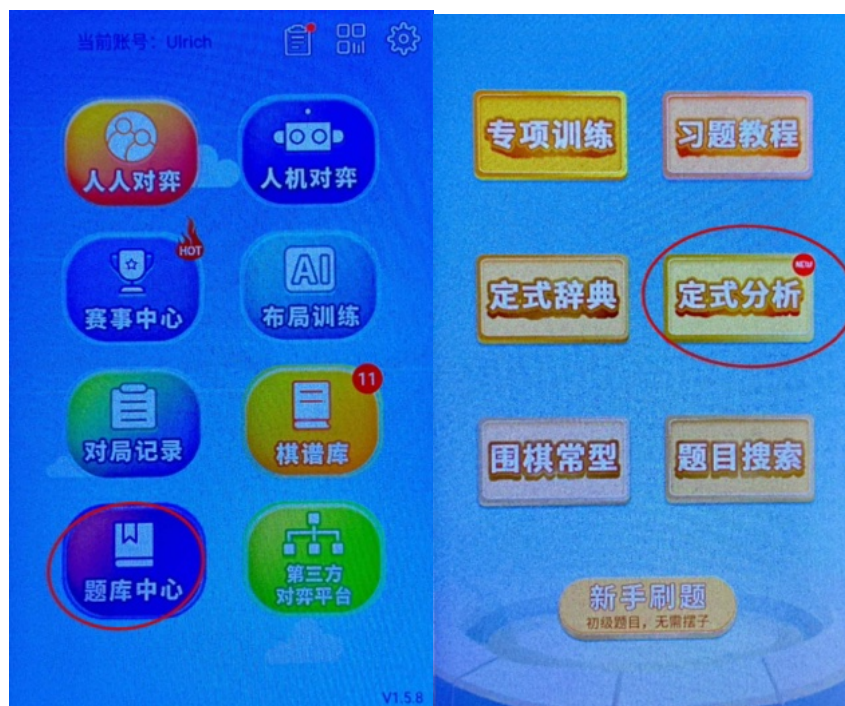 当前账号：Ulrich
人人对弈
人机对弈
HOT
赛事中心
AI
布局训练
对局记录
11
棋谱库
题库中心
第三方
对弈平台
V1.5.8
专项训练
习题教程
定式辞典
NEW
定式分析
围棋常型
题目搜索
新手刷题
初级题目，无需摆子